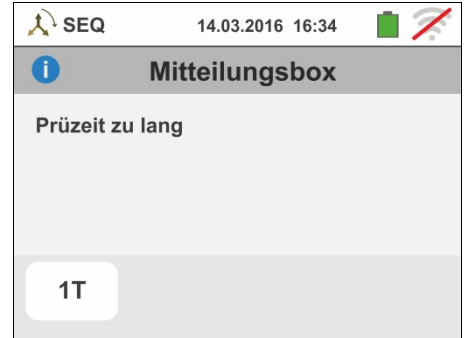 SEQ 14.03.2016 16:34
i Mitteilungsbox
Prüzeit zu lang
1T